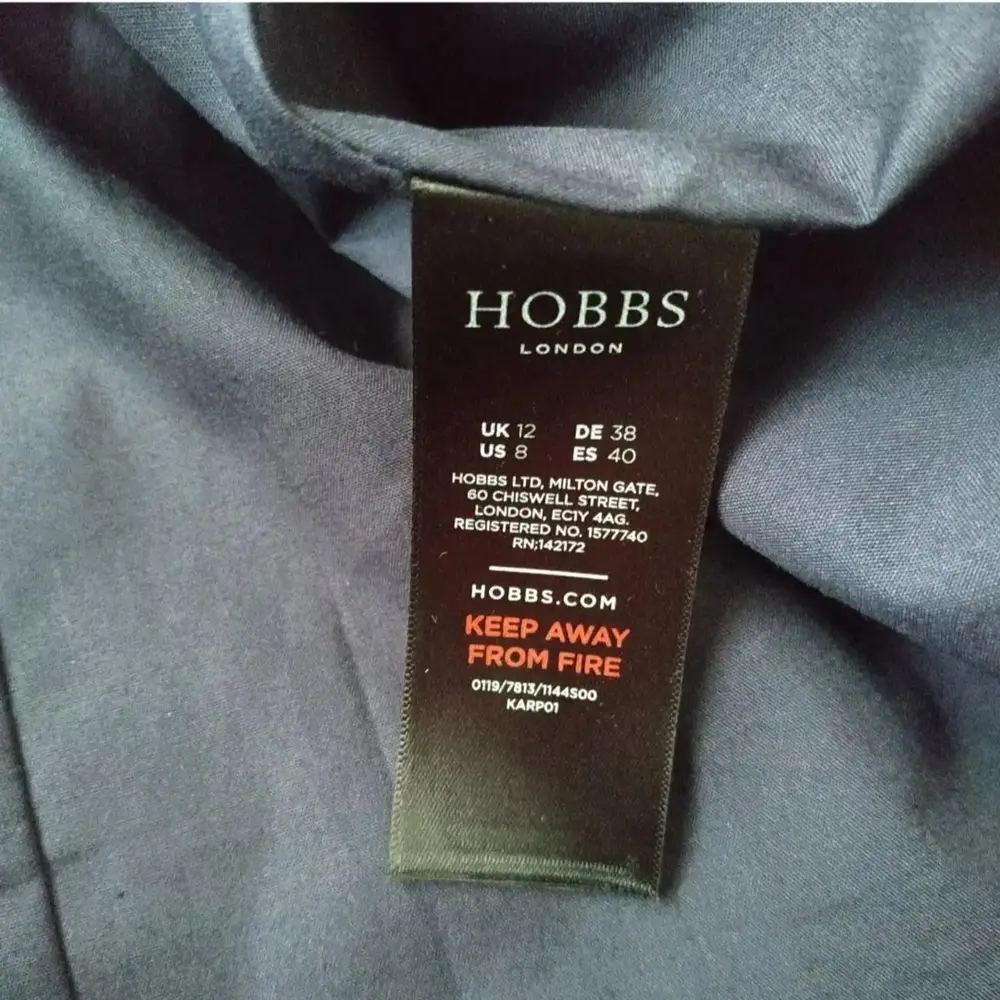 HOBBS
LONDON
UK 12 DE 38
US 8 ES 40
HOBBS LTD, MILTON GATE,
60 CHISWELL STREET,
LONDON, EC1Y 4AG.
REGISTERED NO. 1577740
RN;142172
HOBBS.COM
KEEP AWAY
FROM FIRE
0119/7813/1144S00
KARP01